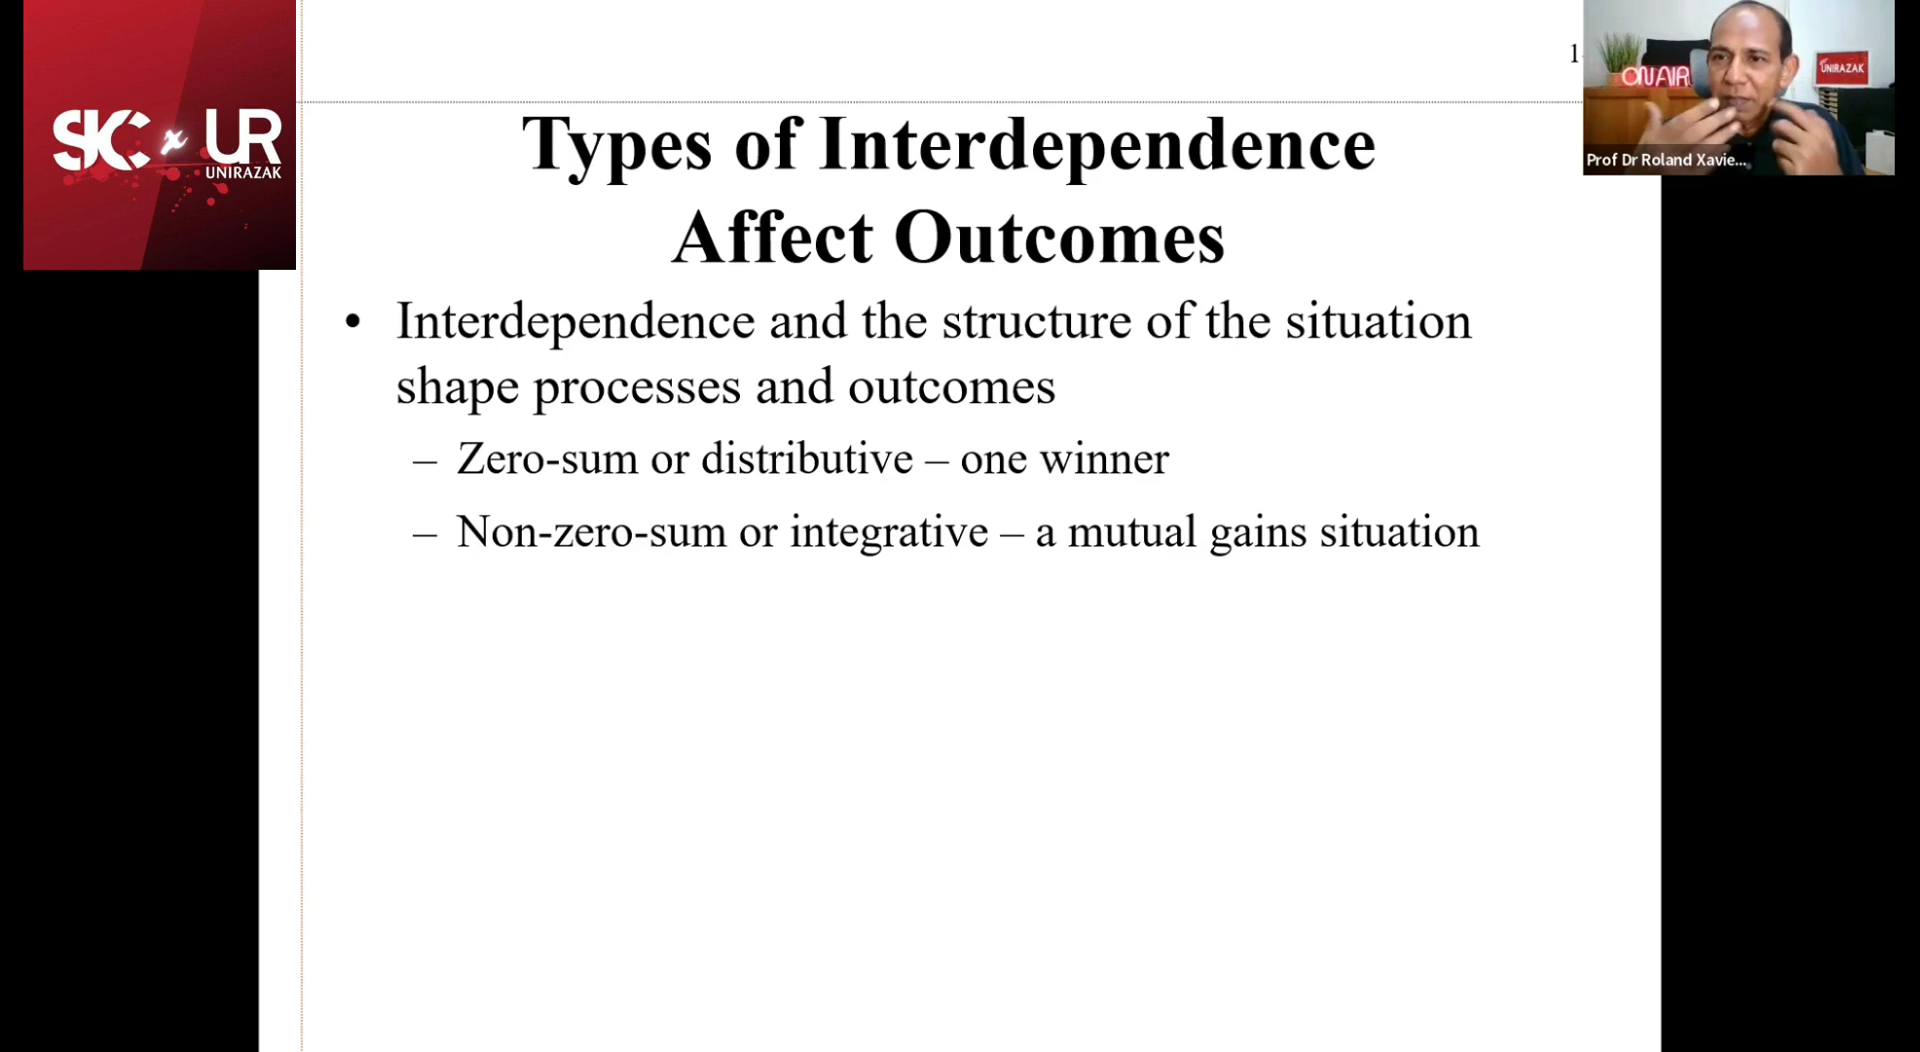 SIC x UR
UNIRAZAK
1
ON AIR
UNIRAZAK
Prof Dr Roland Xavie...
Types of Interdependence
Affect Outcomes
• Interdependence and the structure of the situation
shape processes and outcomes
– Zero-sum or distributive – one winner
– Non-zero-sum or integrative – a mutual gains situation